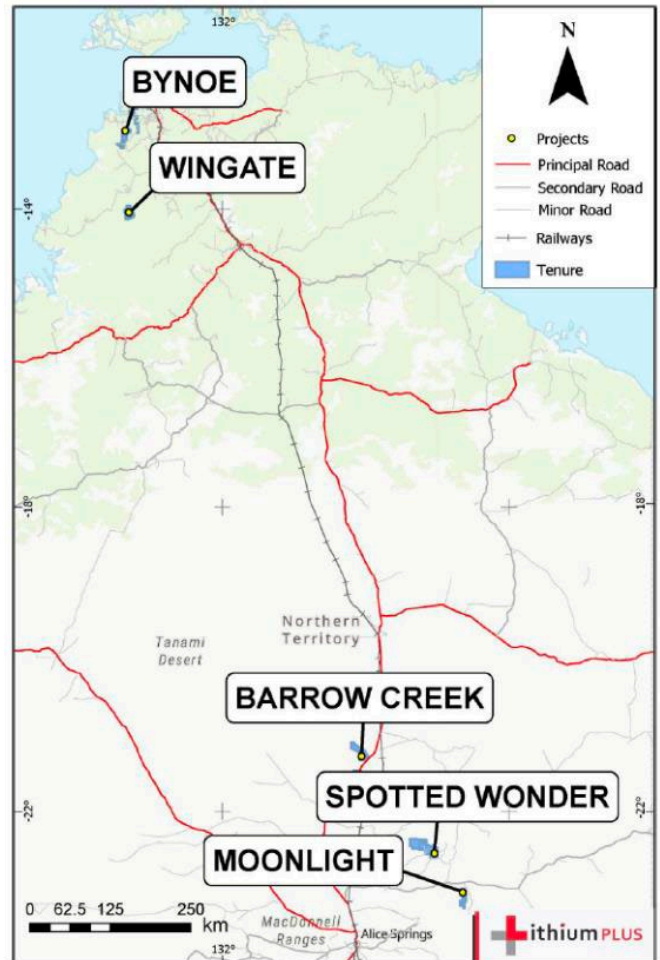 132°
BYNOE
WINGATE
N
Projects
Principal Road
Secondary Road
Minor Road
Railways
Tenure
-14°
-18°
-18°
Northern
Territory
Tanami
Desert
BARROW CREEK
SPOTTED WONDER
-22°
-22°
MOONLIGHT
0 62.5 125 250
km
MacDonnell
Ranges
Alice Springs
132°
Lithium PLUS